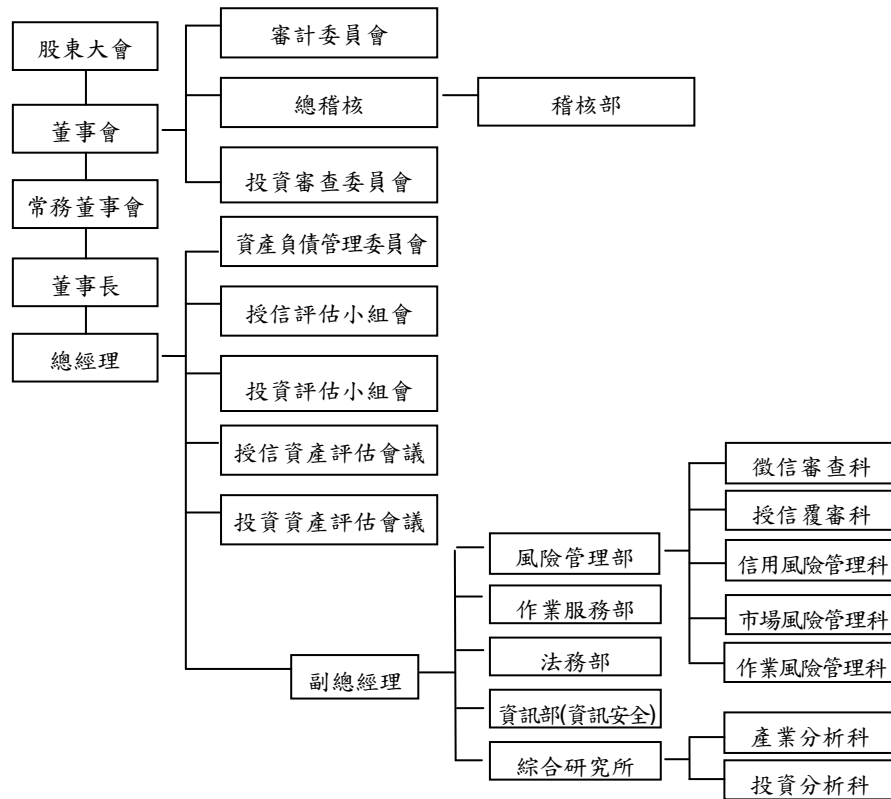 股東大會
董事會
常務董事會
董事長
總經理
審計委員會
總稽核
稽核部
投資審查委員會
資產負債管理委員會
授信評估小組會
投資評估小組會
授信資產評估會議
投資資產評估會議
副總經理
風險管理部
作業服務部
法務部
資訊部(資訊安全)
綜合研究所
徵信審查科
授信覆審科
信用風險管理科
市場風險管理科
作業風險管理科
產業分析科
投資分析科